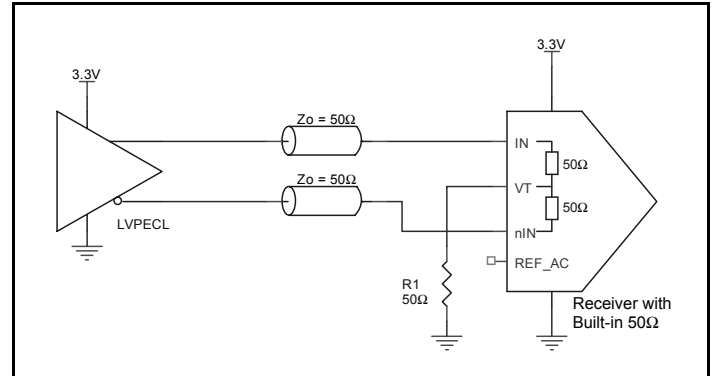 3.3V
3.3V
Zo = 50Ω
IN
50Ω
Zo = 50Ω
VT
50Ω
LVPECL
nIN
REF_AC
R1
50Ω
Receiver with
Built-in 50Ω